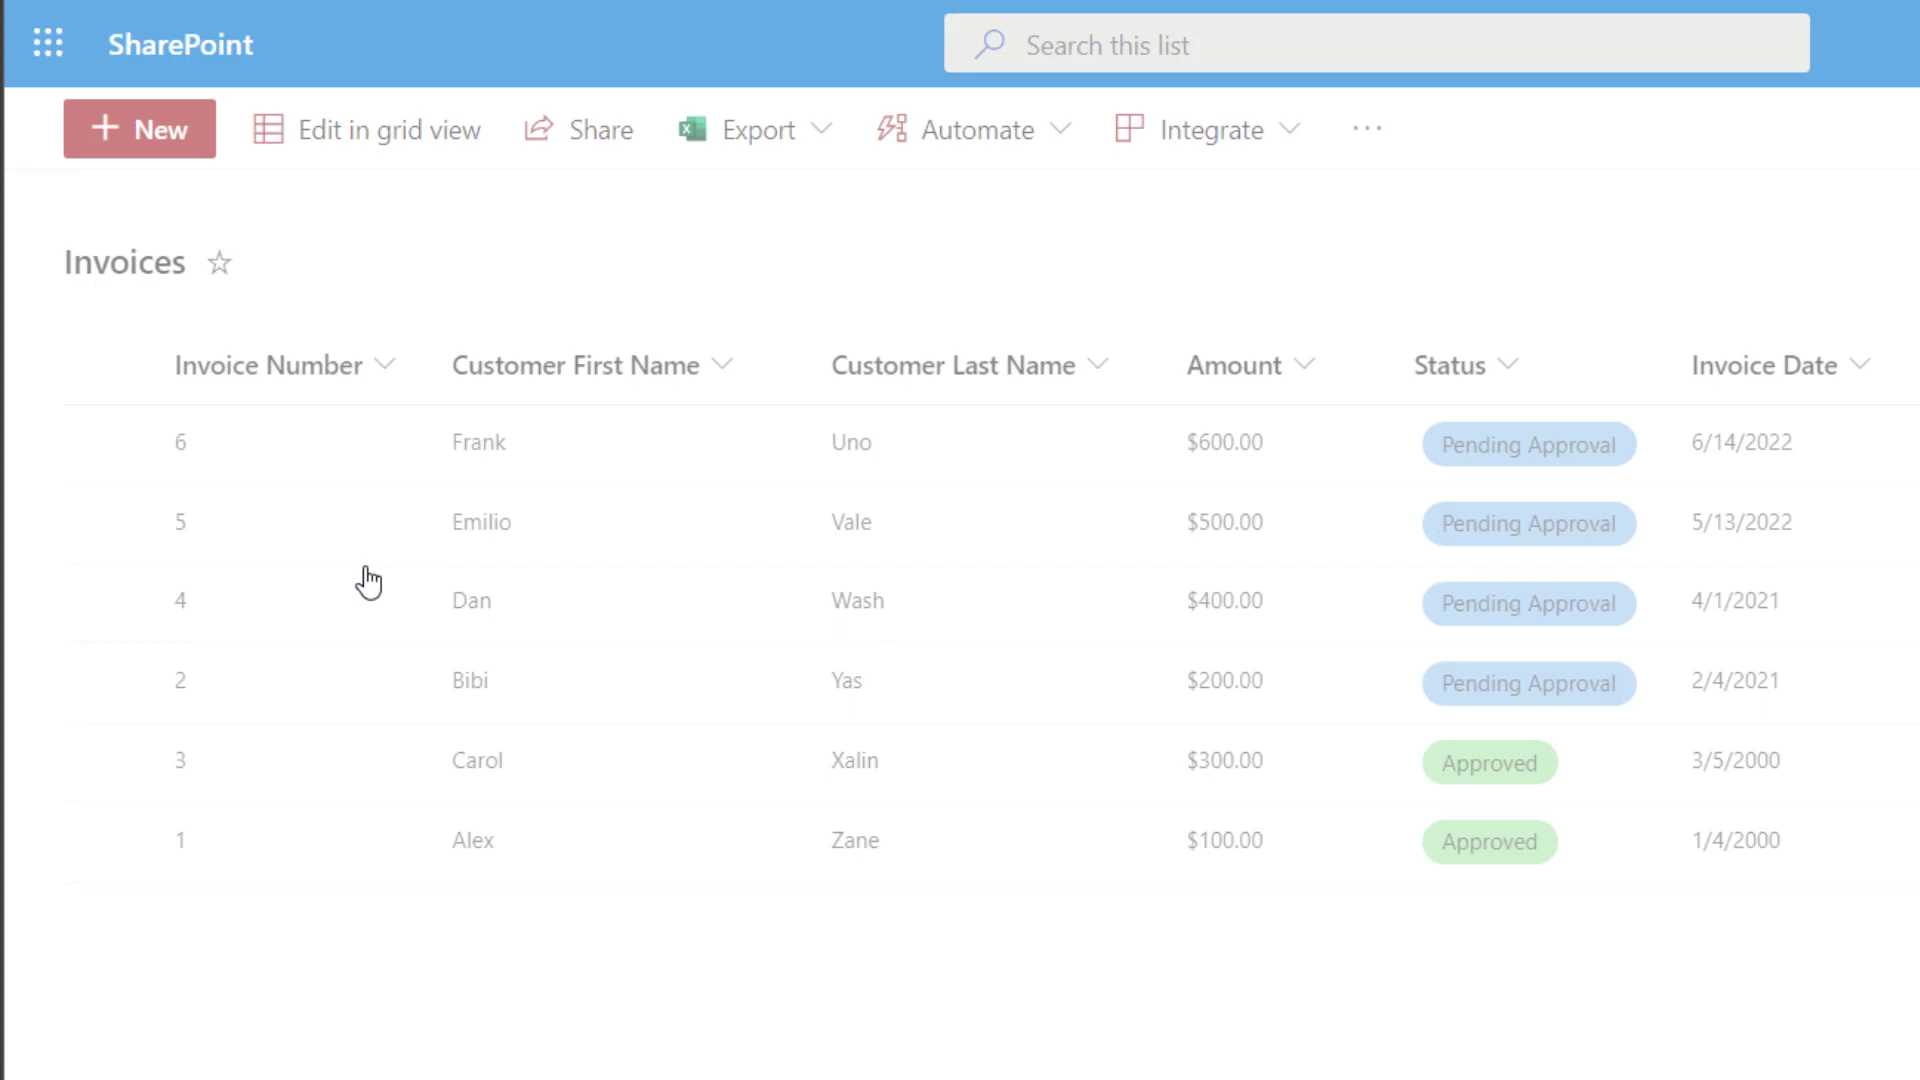 SharePoint Search this list
New Edit in grid view Share Export Automate Integrate ...
Invoices
Invoice Number Customer First Name Customer Last Name Amount Status Invoice Date
6 Frank Uno $600.00 Pending Approval 6/14/2022
5 Emilio Vale $500.00 Pending Approval 5/13/2022
4 Dan Wash $400.00 Pending Approval 4/1/2021
2 Bibi Yas $200.00 Pending Approval 2/4/2021
3 Carol Xalin $300.00 Approved 3/5/2000
1 Alex Zane $100.00 Approved 1/4/2000